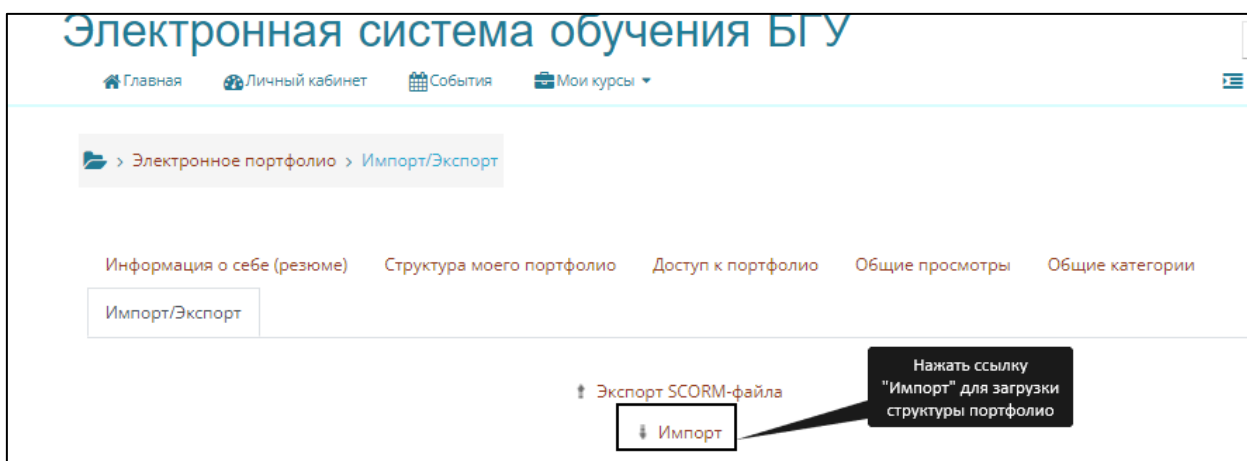 Электронная система обучения БГУ
Главная Личный кабинет События Мои курсы
> Электронное портфолио > Импорт/Экспорт
Информация о себе (резюме) Структура моего портфолио Доступ к портфолио Общие просмотры Общие категории
Импорт/Экспорт
Экспорт SCORM-файла
Импорт
Нажать ссылку
"Импорт" для загрузки
структуры портфолио